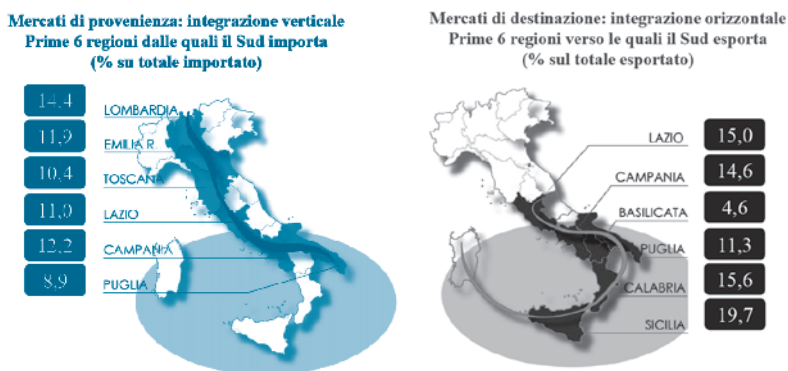 Mercati di provenienza: integrazione verticale
Prime 6 regioni dalle quali il Sud importa
(% su totale importato)
14,4 LOMBARDIA
11,9 EMILIA R.
10,4 TOSCANA
11,0 LAZIO
12,2 CAMPANIA
8,9 PUGLIA
Mercati di destinazione: integrazione orizzontale
Prime 6 regioni verso le quali il Sud esporta
(% sul totale esportato)
LAZIO 15,0
CAMPANIA 14,6
BASILICATA 4,6
PUGLIA 11,3
CALABRIA 15,6
SICILIA 19,7